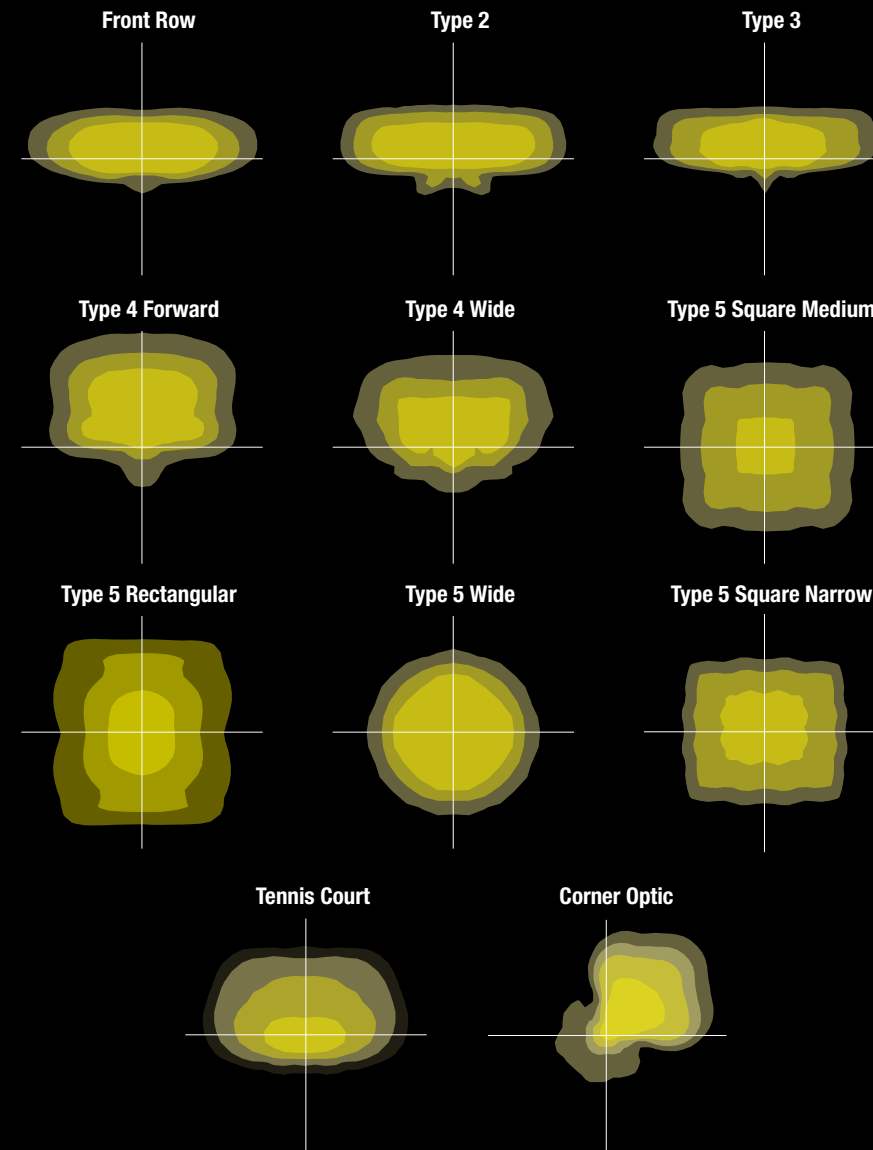 Front Row
Type 2
Type 3
Type 4 Forward
Type 4 Wide
Type 5 Square Medium
Type 5 Rectangular
Type 5 Wide
Type 5 Square Narrow
Tennis Court
Corner Optic